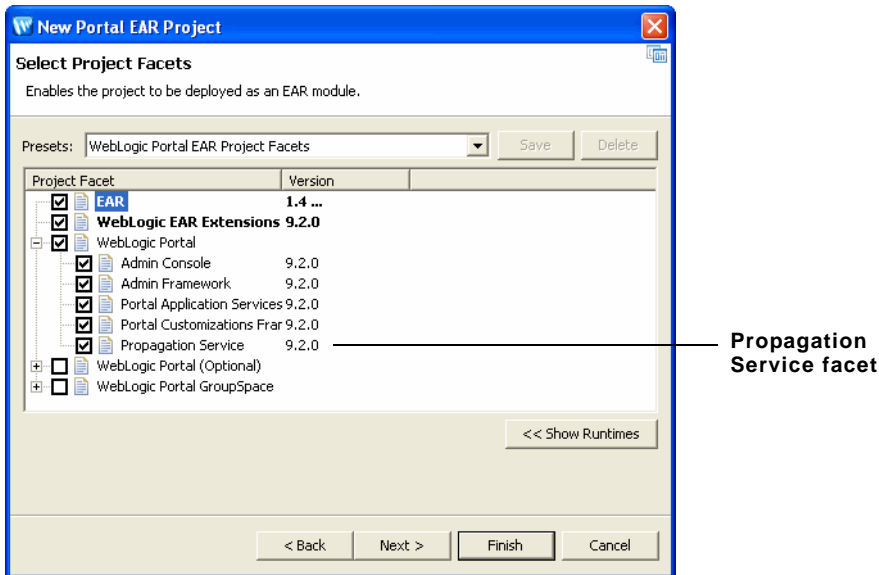 New Portal EAR Project
Select Project Facets
Enables the project to be deployed as an EAR module.
Presets: WebLogic Portal EAR Project Facets Save Delete
Project Facet Version
EAR 1.4 ...
WebLogic EAR Extensions 9.2.0
WebLogic Portal
Admin Console 9.2.0
Admin Framework 9.2.0
Portal Application Services 9.2.0
Portal Customizations Frar 9.2.0
Propagation Service 9.2.0
WebLogic Portal (Optional)
WebLogic Portal GroupSpace
Propagation
Service facet
<< Show Runtimes
< Back Next > Finish Cancel